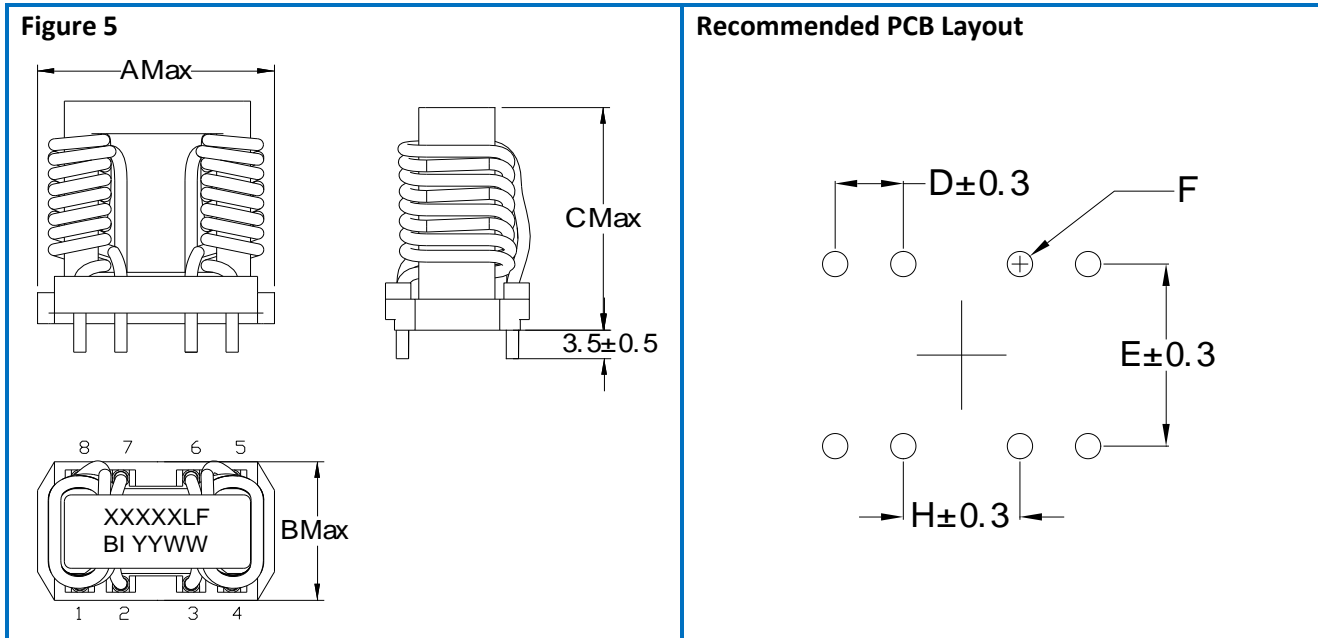 Figure 5
AMax
CMax
3.5±0.5
8 7 6 5
XXXXXLF
BI YYWW
BMax
1 2 3 4
Recommended PCB Layout
D±0.3
F
E±0.3
H±0.3